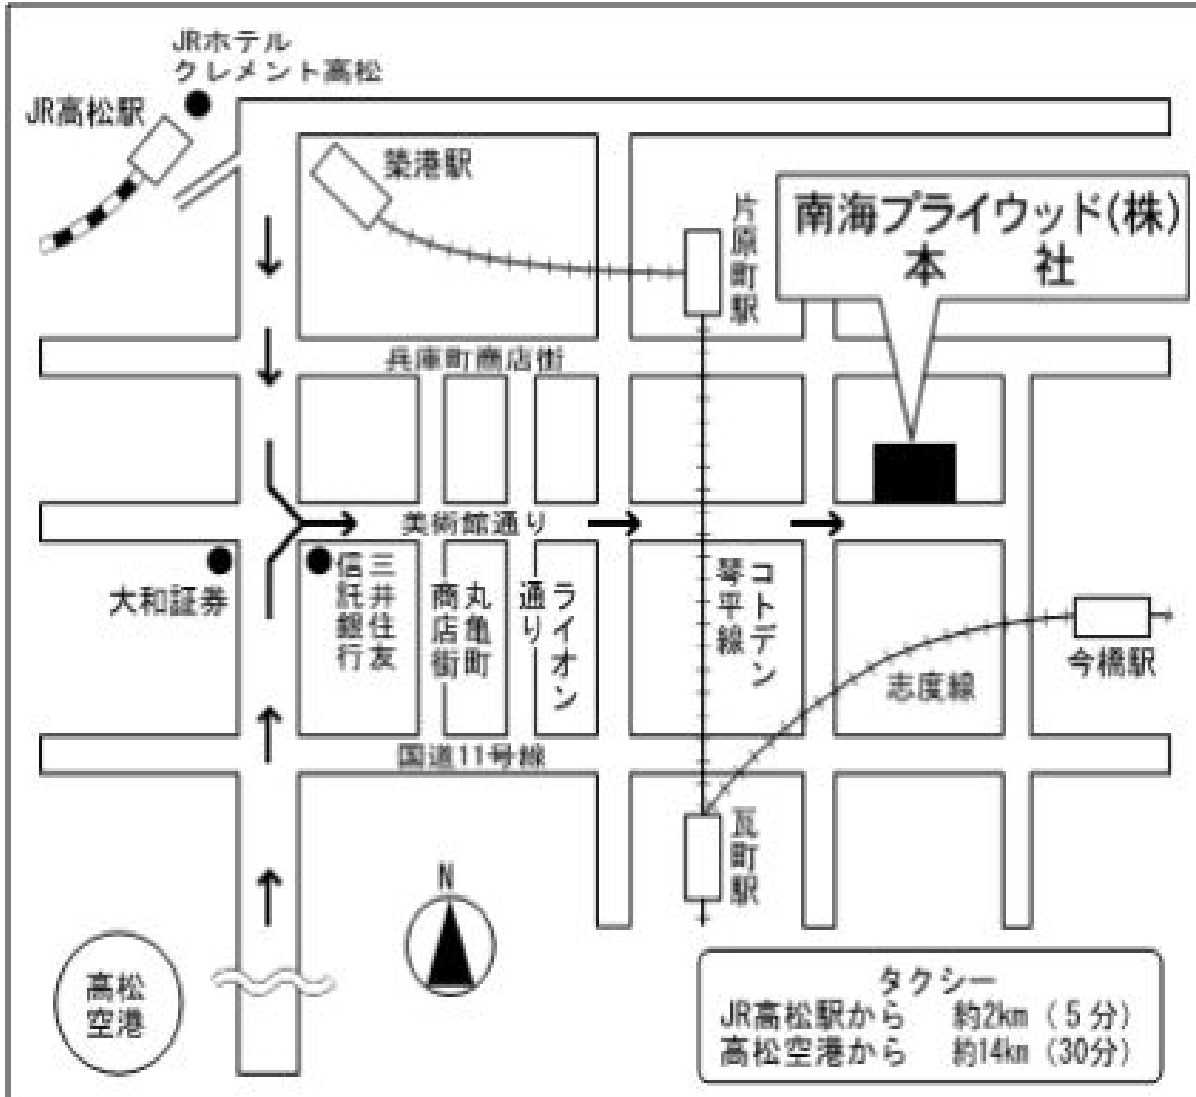 JRホテル
クレメント高松
JR高松駅
築港駅
片原町駅
南海プライウッド(株)
本 社
兵庫町商店街
美術館通り
大和証券
三井住友
信託銀行
丸亀町
商店街
ライオン
通り
コトデン
琴平線
今橋駅
志度線
国道11号線
瓦町駅
N
高松
空港
タクシー
JR高松駅から 約2km (5分)
高松空港から 約14km (30分)